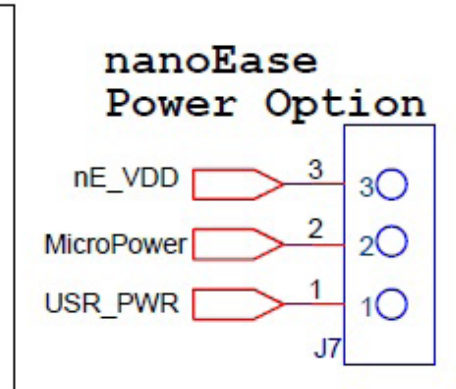 nanoEase
Power Option
nE_VDD 3 3
MicroPower 2 2
USR_PWR 1 1
J7